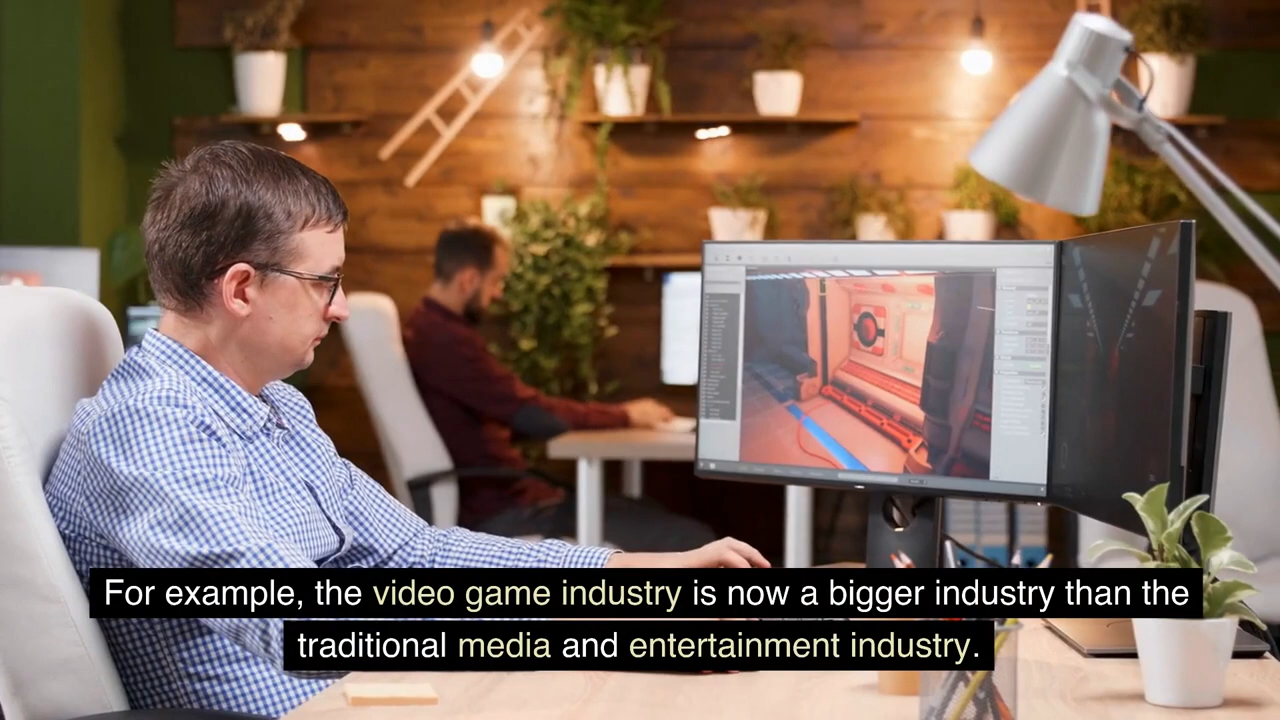 For example, the video game industry is now a bigger industry than the
traditional media and entertainment industry.